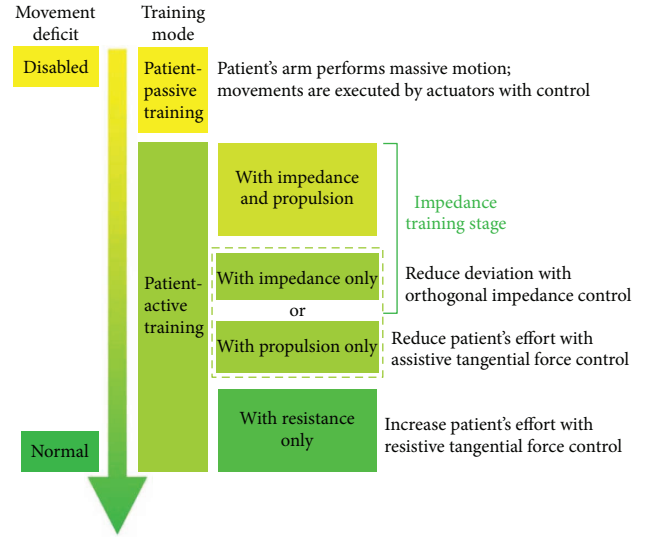 Movement
deficit
Training
mode
Disabled
Patient-
passive
training
Patient's arm performs massive motion;
movements are executed by actuators with control
With impedance
and propulsion
Impedance
training stage
Patient-
active
training
With impedance only
or
With propulsion only
Reduce deviation with
orthogonal impedance control
Reduce patient's effort with
assistive tangential force control
Normal
With resistance
only
Increase patient's effort with
resistive tangential force control